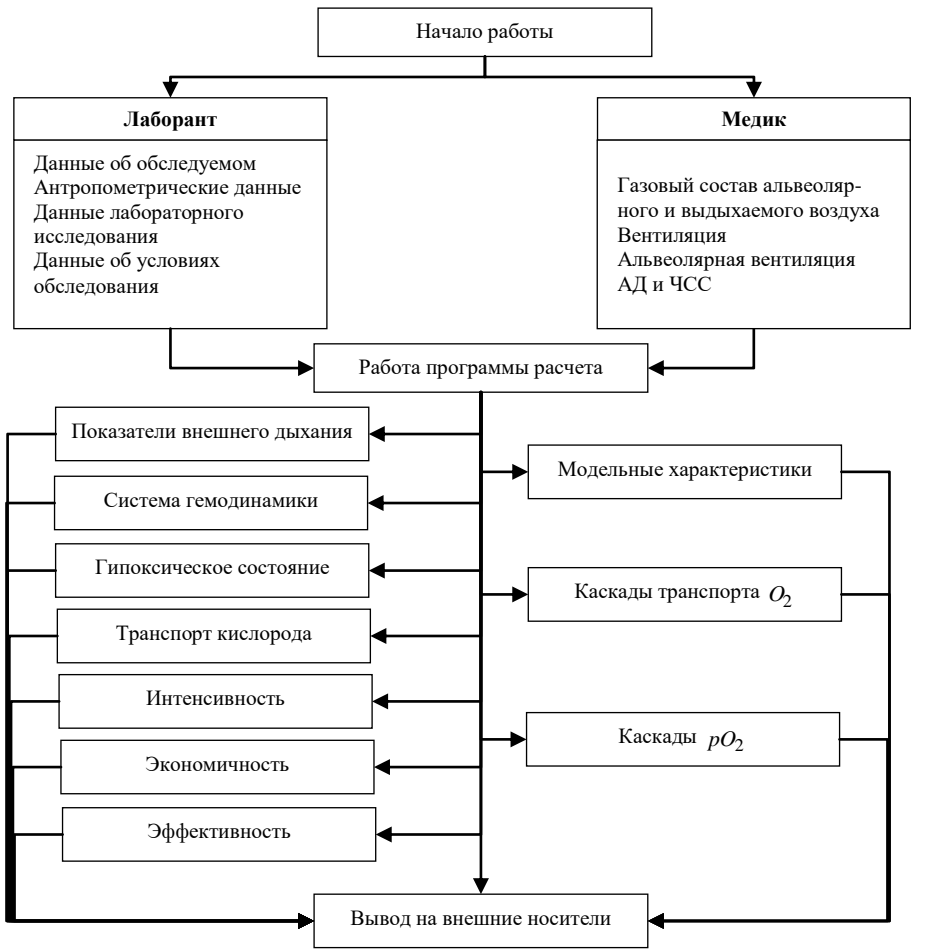 Начало работы
Лаборант
Данные об обследуемом
Антропометрические данные
Данные лабораторного
исследования
Данные об условиях
обследования
Медик
Газовый состав альвеоляр-
ного и выдыхаемого воздуха
Вентиляция
Альвеолярная вентиляция
АД и ЧСС
Работа программы расчета
Показатели внешнего дыхания
Система гемодинамики
Гипоксическое состояние
Транспорт кислорода
Интенсивность
Экономичность
Эффективность
Модельные характеристики
Каскады транспорта O₂
Каскады pO₂
Вывод на внешние носители